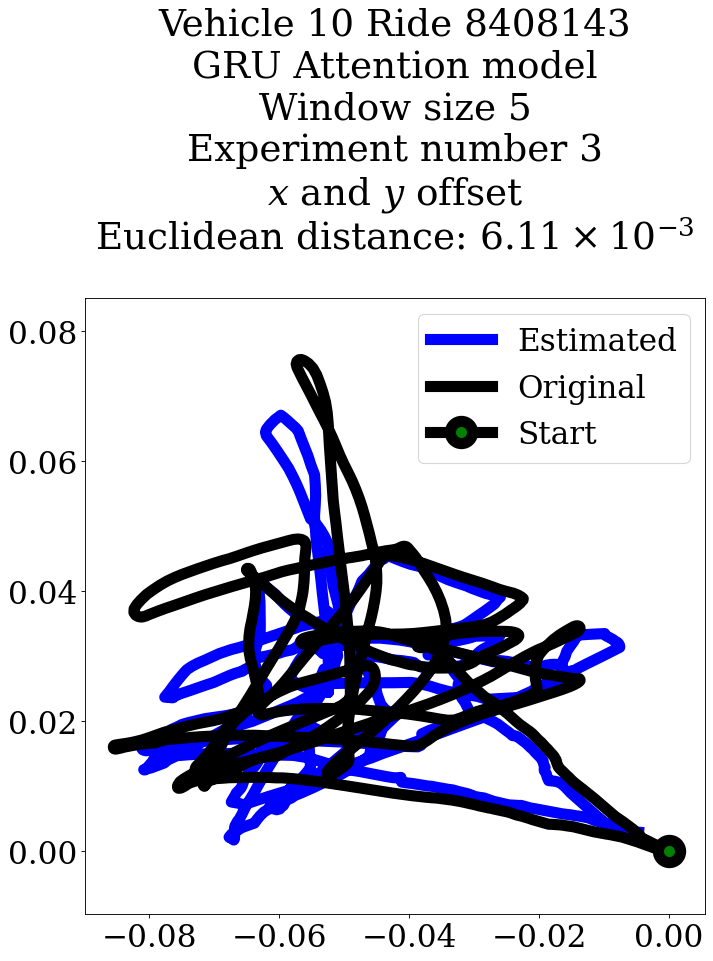 Vehicle 10 Ride 8408143
GRU Attention model
Window size 5
Experiment number 3
x and y offset
Euclidean distance: 6.11 × 10⁻³
Estimated
Original
Start
0.08
0.06
0.04
0.02
0.00
−0.08 −0.06 −0.04 −0.02 0.00